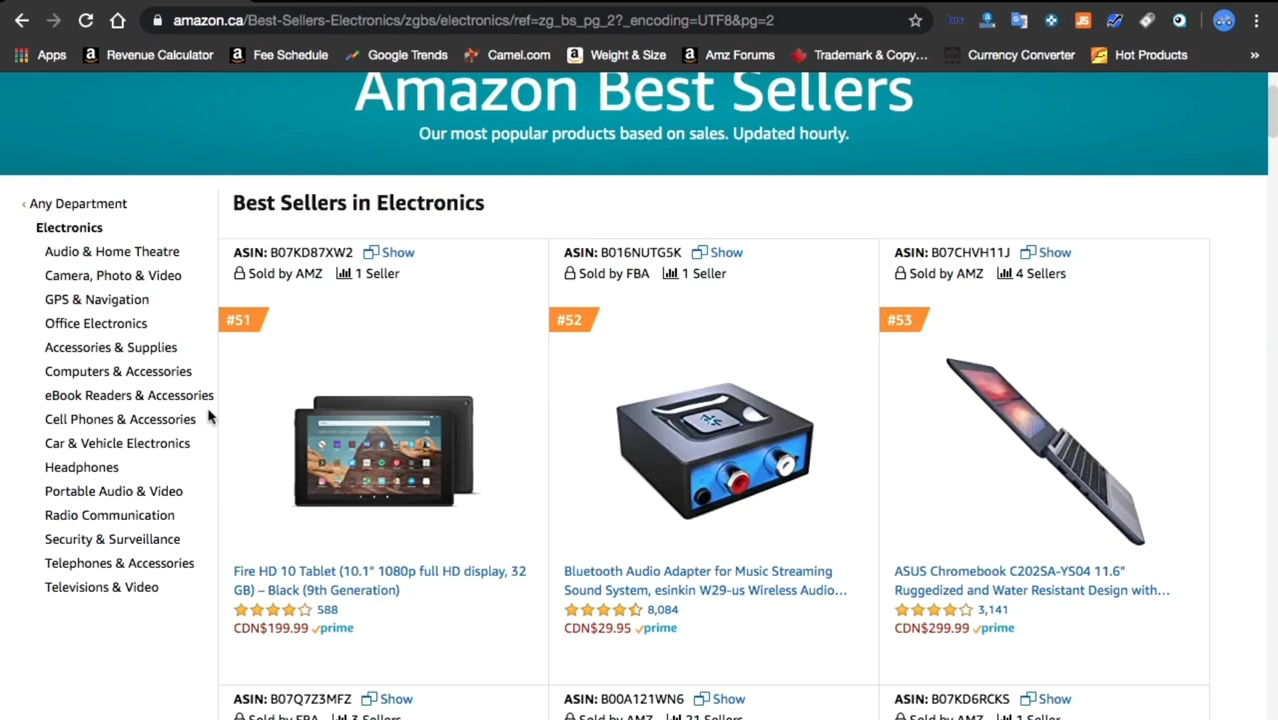 amazon.ca/Best-Sellers-Electronics/zgbs/electronics/ref=zg_bs_pg_2?_encoding=UTF8&pg=2
Apps Revenue Calculator Fee Schedule Google Trends Camel.com Weight & Size Amz Forums Trademark & Copy... Currency Converter Hot Products »
Amazon Best Sellers
Our most popular products based on sales. Updated hourly.
‹ Any Department
Electronics
Audio & Home Theatre
Camera, Photo & Video
GPS & Navigation
Office Electronics
Accessories & Supplies
Computers & Accessories
eBook Readers & Accessories
Cell Phones & Accessories
Car & Vehicle Electronics
Headphones
Portable Audio & Video
Radio Communication
Security & Surveillance
Telephones & Accessories
Televisions & Video
Best Sellers in Electronics
ASIN: B07KD87XW2 Show
Sold by AMZ 1 Seller
#51
Fire HD 10 Tablet (10.1" 1080p full HD display, 32
GB) – Black (9th Generation)
588
CDN$199.99 prime
ASIN: B016NUTG5K Show
Sold by FBA 1 Seller
#52
Bluetooth Audio Adapter for Music Streaming
Sound System, esinkin W29-us Wireless Audio...
8,084
CDN$29.95 prime
ASIN: B07CHVH11J Show
Sold by AMZ 4 Sellers
#53
ASUS Chromebook C202SA-YS04 11.6"
Ruggedized and Water Resistant Design with...
3,141
CDN$299.99 prime
ASIN: B07Q7Z3MFZ Show
Sold by FBA 3 Sellers
ASIN: B00A121WN6 Show
Sold by AMZ 21 Sellers
ASIN: B07KD6RCKS Show
Sold by AMZ 1 Seller